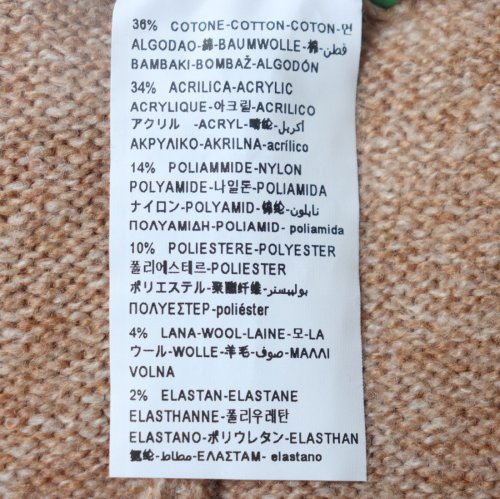 36% COTONE-COTTON-COTON-면
ALGODAO-綿-BAUMWOLLE-棉-قطن
BAMBAKI-BOMBAŽ-ALGODÓN
34% ACRILICA-ACRYLIC
ACRYLIQUE-아크릴-ACRILICO
アクリル -ACRYL-腈纶-أكريل
ΑΚΡΥΛΙΚΟ-AKRILNA-acrílico
14% POLIAMMIDE-NYLON
POLYAMIDE-나일론-POLIAMIDA
ナイロン-POLYAMID-锦纶-نايلون
ΠΟΛΥΑΜΙΔΗ-POLIAMID- poliamida
10% POLIESTERE-POLYESTER
폴리에스테르-POLIESTER
ポリエステル-聚酯纤维-بوليستر
ΠΟΛΥΕΣΤΕΡ-poliéster
4% LANA-WOOL-LAINE-모-LA
ウール-WOLLE-羊毛-صوف-ΜΑΛΛΙ
VOLNA
2% ELASTAN-ELASTANE
ELASTHANNE-폴리우레탄
ELASTANO-ポリウレタン-ELASTHAN
氨纶-مطاط-ΕΛΑΣΤΑΜ- elastano